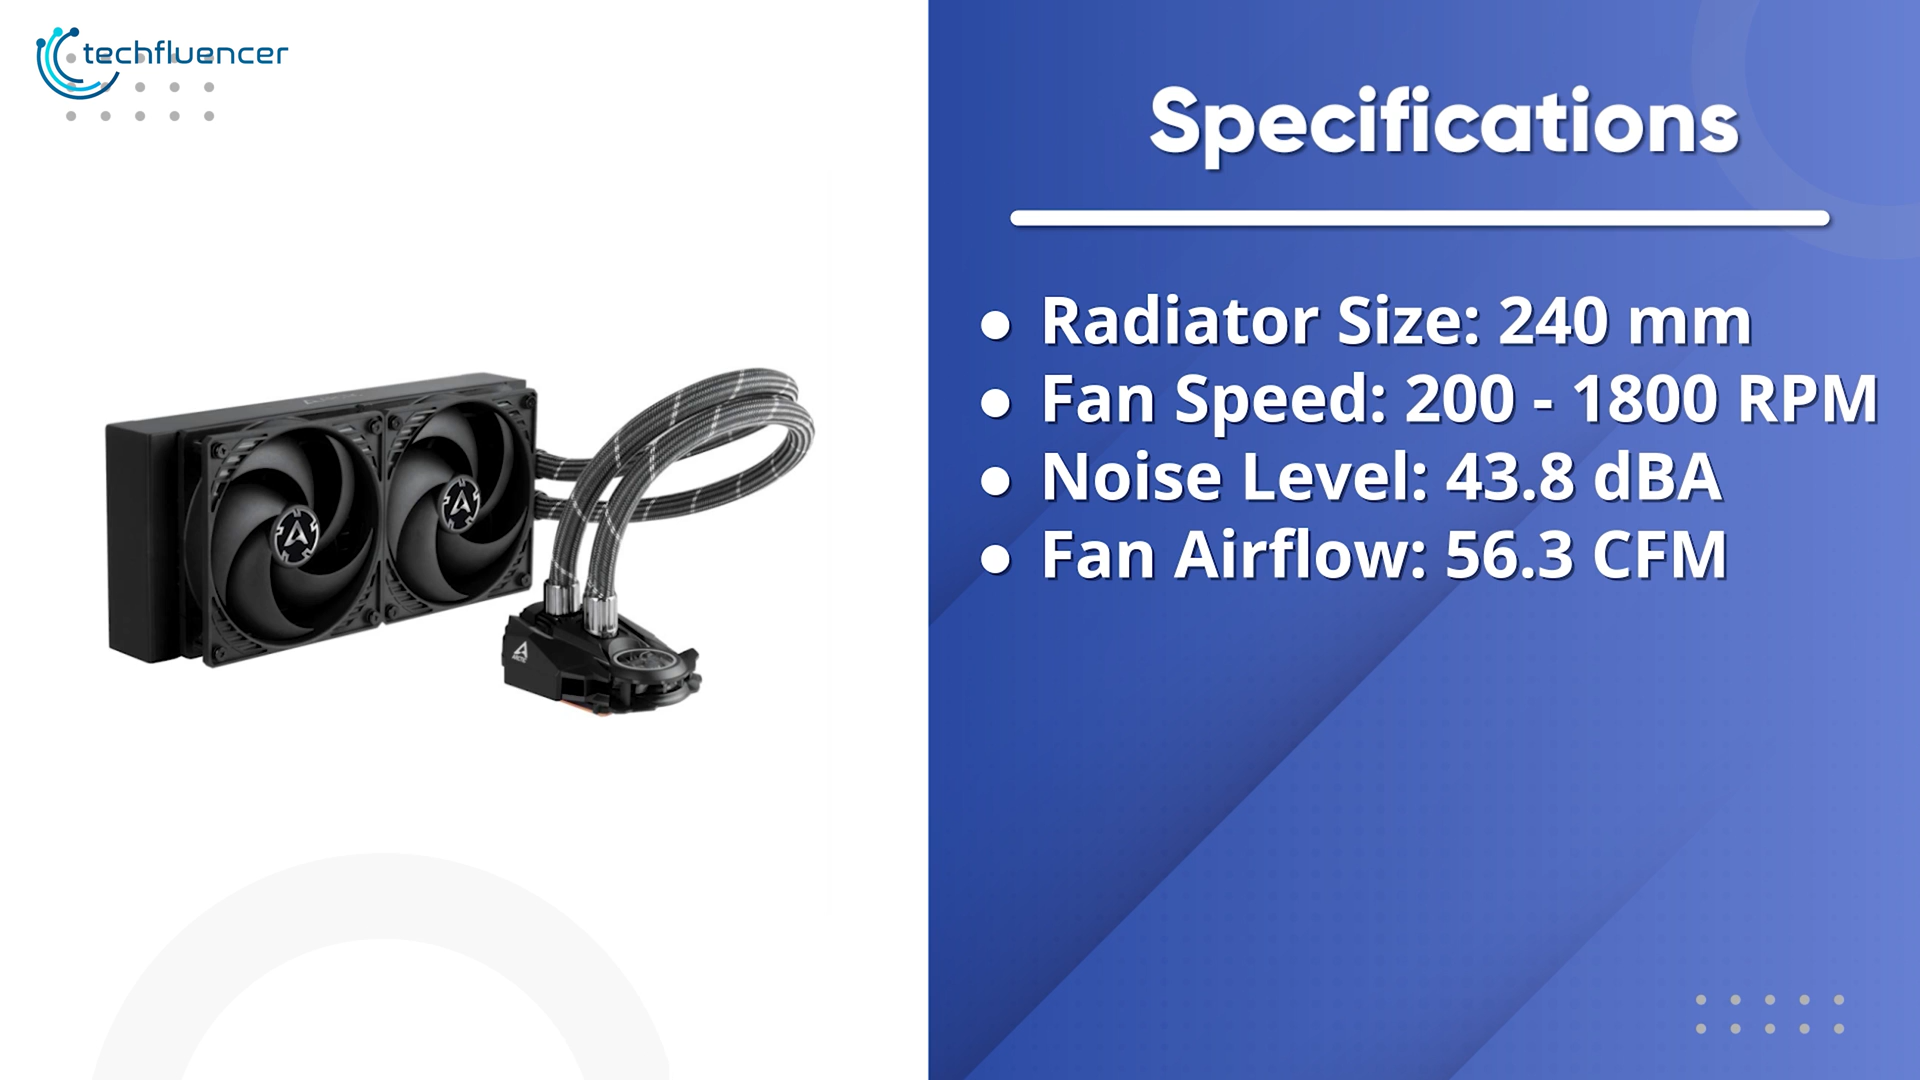 techfluencer
Specifications
● Radiator Size: 240 mm
● Fan Speed: 200 - 1800 RPM
● Noise Level: 43.8 dBA
● Fan Airflow: 56.3 CFM
ARCTIC